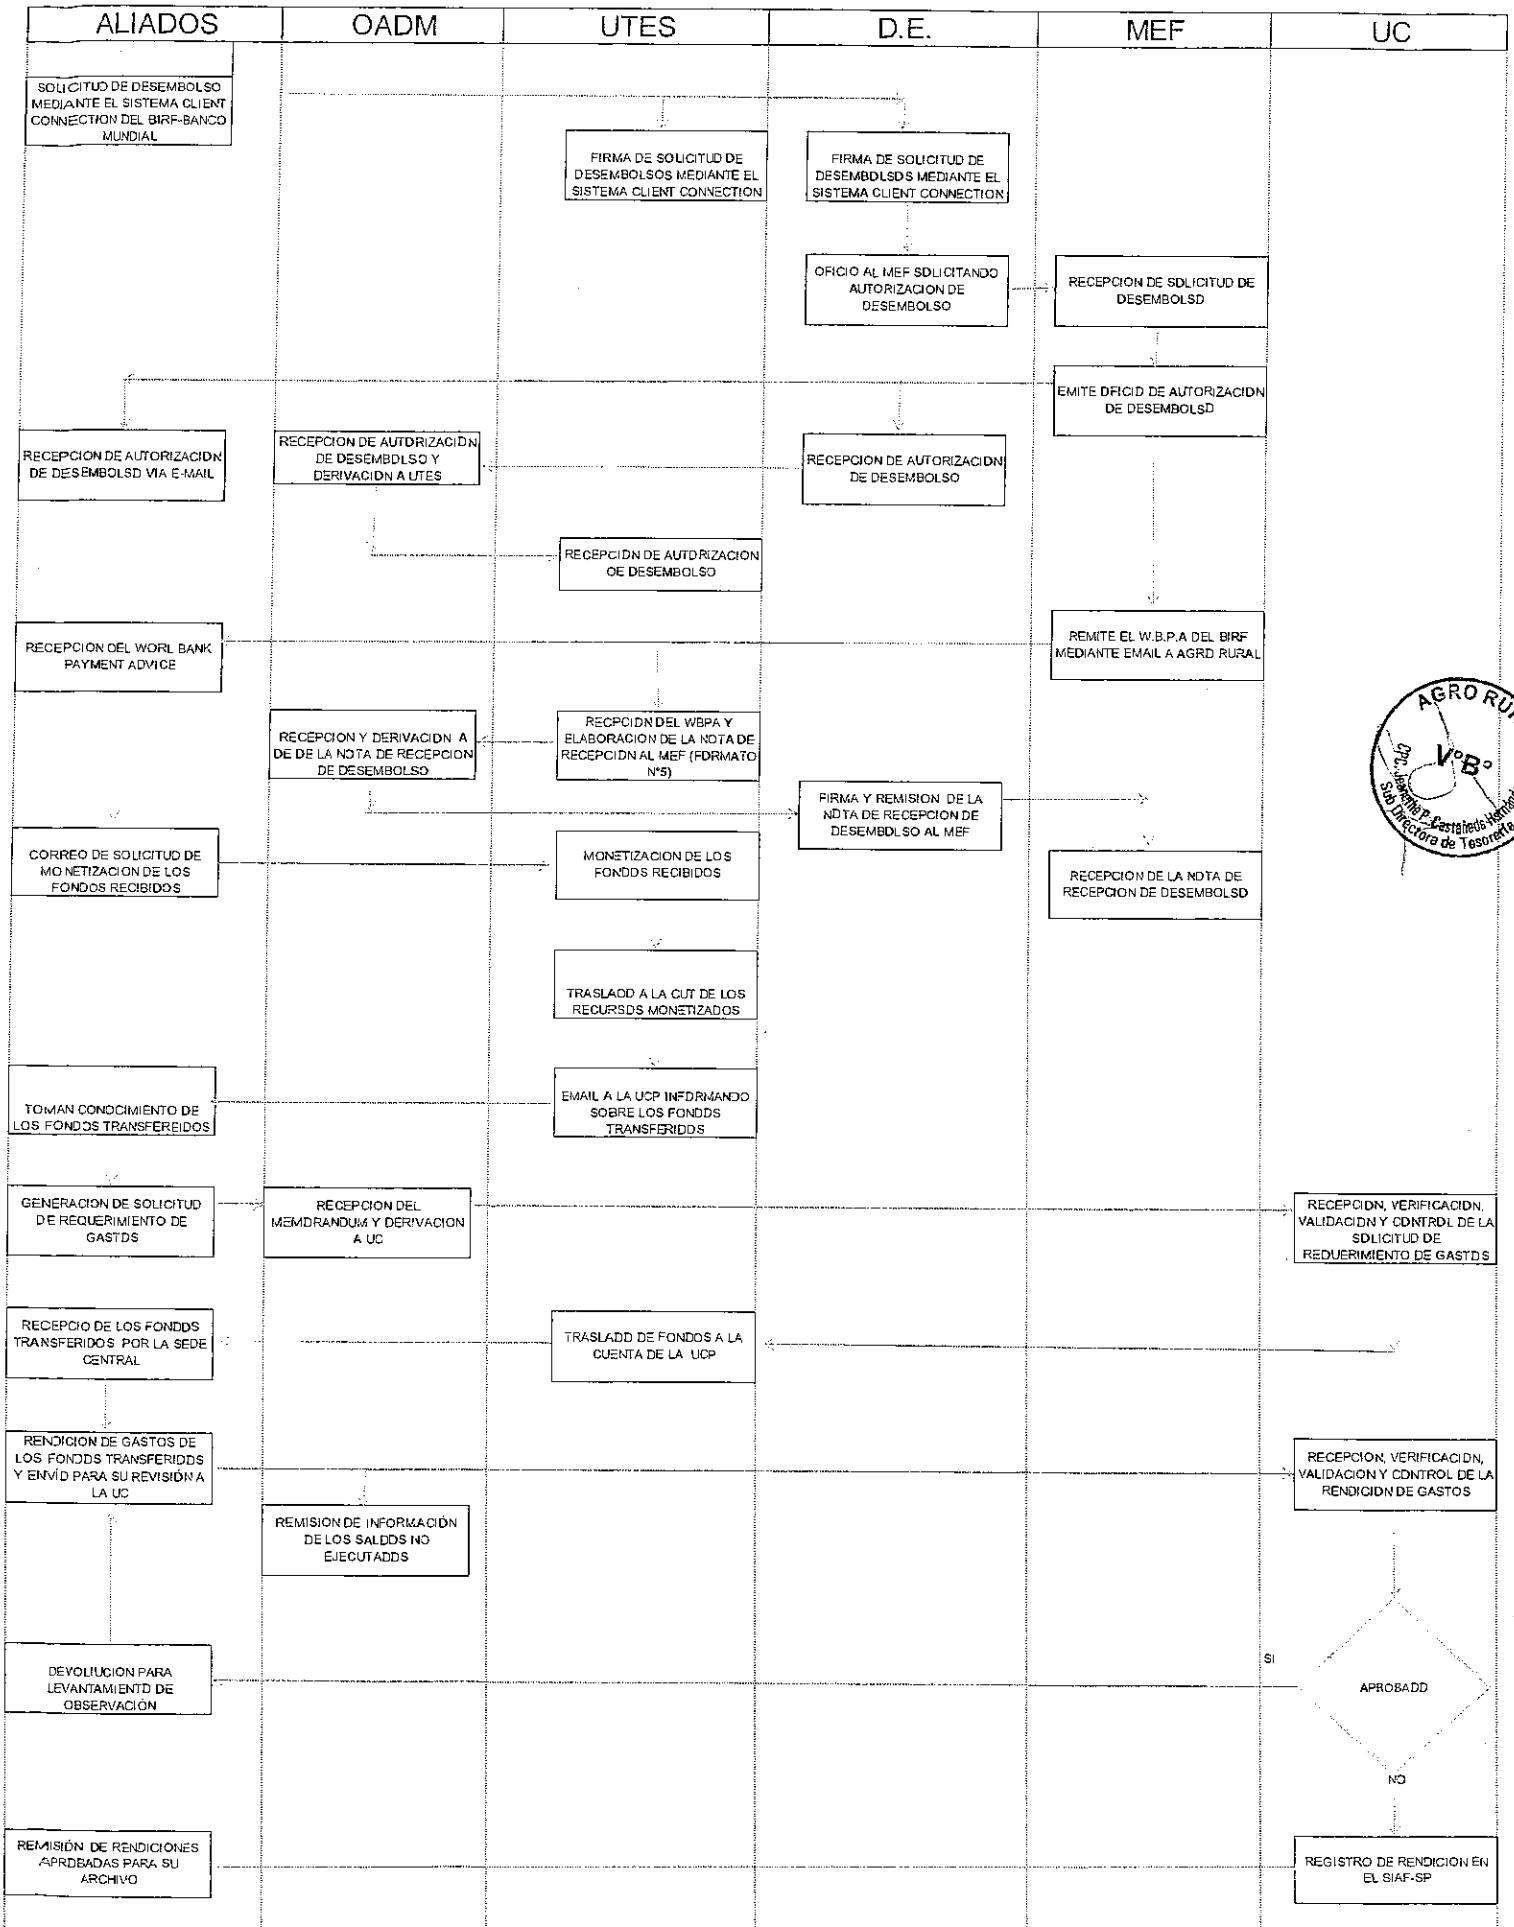 ALIADOS OADM UTES D.E. MEF UC
SOLICITUD DE DESEMBOLSO
MEDIANTE EL SISTEMA CLIENT
CONNECTION DEL BIRF-BANCO
MUNDIAL
FIRMA DE SOLICITUD DE
DESEMBOLSOS MEDIANTE EL
SISTEMA CLIENT CONNECTION
FIRMA DE SOLICITUD DE
DESEMBDLSDS MEDIANTE EL
SISTEMA CLIENT CONNECTION
OFICIO AL MEF SDLICITANDO
AUTORIZACION DE
DESEMBOLSO
RECEPCION DE SDLICITUD DE
DESEMBOLSD
EMITE DFICID DE AUTORIZACIDN
DE DESEMBOLSD
RECEPCION DE AUTORIZACIDN
DE DESEMBOLSD VIA E-MAIL
RECEPCION DE AUTDRIZACIDN
DE DESEMBDLSO Y
DERIVACION A UTES
RECEPCIDN DE AUTORIZACIDN
DE DESEMBOLSO
RECEPCIDN DE AUTDRIZACION
OE DESEMBOLSO
RECEPCION DEL WORL BANK
PAYMENT ADVICE
REMITE EL W.B.P.A DEL BIRF
MEDIANTE EMAIL A AGRD RURAL
RECEPCION Y DERIVACION A
DE DE LA NOTA DE RECEPCION
DE DESEMBOLSO
RECPCIDN DEL WBPA Y
ELABORACION DE LA NOTA DE
RECEPCION AL MEF (FDRMATO
N°5)
FIRMA Y REMISION DE LA
NDTA DE RECEPCION DE
DESEMBDLSO AL MEF
CORREO DE SOLICITUD DE
MONETIZACION DE LOS
FONDOS RECIBIDOS
MONETIZACION DE LOS
FONDDS RECIBIDOS
RECEPCION DE LA NDTA DE
RECEPCION DE DESEMBOLSD
TRASLADD A LA CUT DE LOS
RECURSDS MONETIZADOS
TOMAN CONOCIMIENTO DE
LOS FONDOS TRANSFEREIDOS
EMAIL A LA UCP INFDRMANDO
SOBRE LOS FONDDS
TRANSFERIDDS
GENERACION DE SOLICITUD
DE REQUERIMIENTO DE
GASTDS
RECEPCION DEL
MEMDRANDUM Y DERIVACION
A UC
RECEPCIDN, VERIFICACIDN,
VALIDACIDN Y CDNTRDL DE LA
SDLICITUD DE
REDUERIMIENTO DE GASTDS
RECEPCIO DE LOS FONDDS
TRANSFERIDOS POR LA SEDE
CENTRAL
TRASLADD DE FONDOS A LA
CUENTA DE LA UCP
RENDICION DE GASTOS DE
LOS FONDDS TRANSFERIDDS
Y ENVÍD PARA SU REVISIÓN A
LA UC
RECEPCION, VERIFICACIDN,
VALIDACION Y CDNTROL DE LA
RENDICIDN DE GASTOS
REMISION DE INFORMACIÓN
DE LOS SALDDS NO
EJECUTADDS
DEVOLIUCION PARA
LEVANTAMIENTD DE
OBSERVACIÓN
SI
APROBADD
NO
REMISIÓN DE RENDICIONES
APRDBADAS PARA SU
ARCHIVO
REGISTRO DE RENDICION EN
EL SIAF-SP
AGRO RU
V°B°
Sub Directora de Tesorería